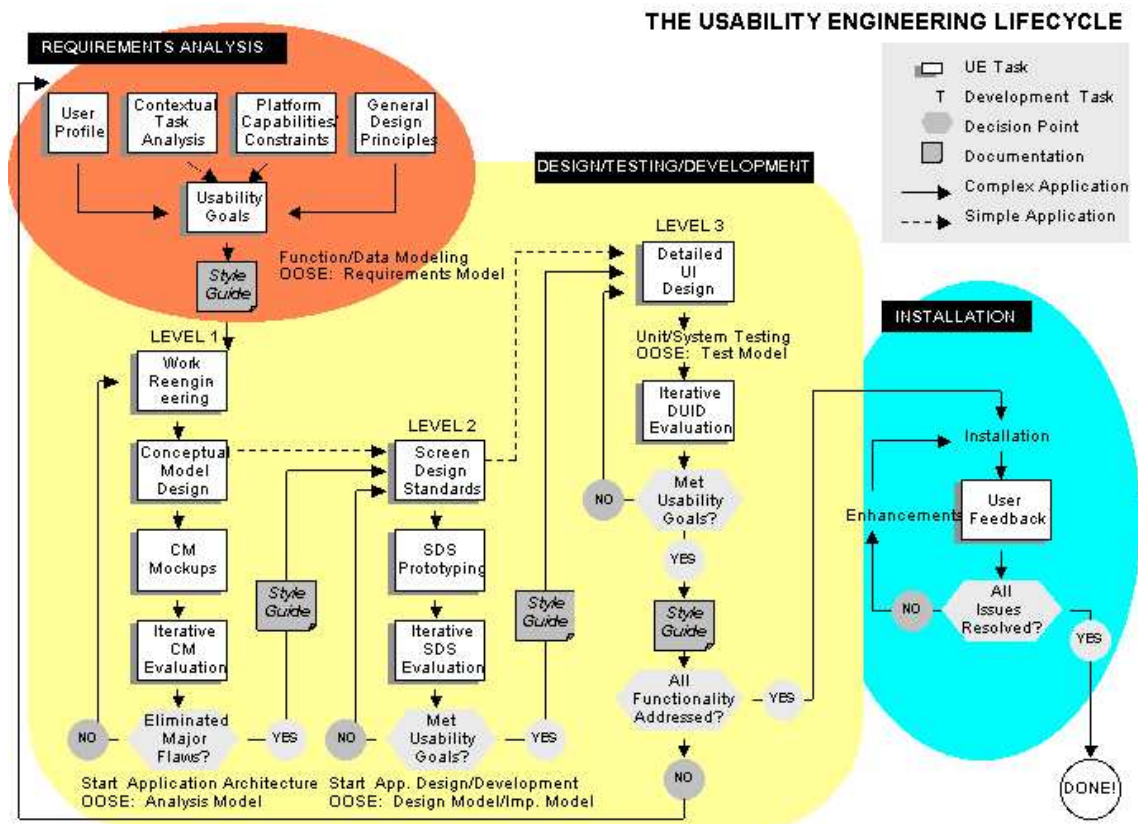 THE USABILITY ENGINEERING LIFECYCLE
REQUIREMENTS ANALYSIS
UE Task
T Development Task
Decision Point
Documentation
Complex Application
Simple Application
User
Profile
Contextual
Task
Analysis
Platform
Capabilities/
Constraints
General
Design
Principles
Usability
Goals
Style
Guide
Function/Data Modeling
OOSE: Requirements Model
DESIGN/TESTING/DEVELOPMENT
LEVEL 1
Work
Reengin
eering
Conceptual
Model
Design
CM
Mockups
Iterative
CM
Evaluation
Eliminated
Major
Flaws?
NO
YES
Start Application Architecture
OOSE: Analysis Model
Style
Guide
LEVEL 2
Screen
Design
Standards
SDS
Prototyping
Iterative
SDS
Evaluation
Met
Usability
Goals?
NO
YES
Start App. Design/Development
OOSE: Design Model/Imp. Model
Style
Guide
LEVEL 3
Detailed
UI
Design
Unit/System Testing
OOSE: Test Model
Iterative
DUID
Evaluation
Met
Usability
Goals?
NO
YES
Style
Guide
All
Functionality
Addressed?
YES
NO
INSTALLATION
Installation
User
Feedback
Enhancements
All
Issues
Resolved?
NO
YES
DONE!